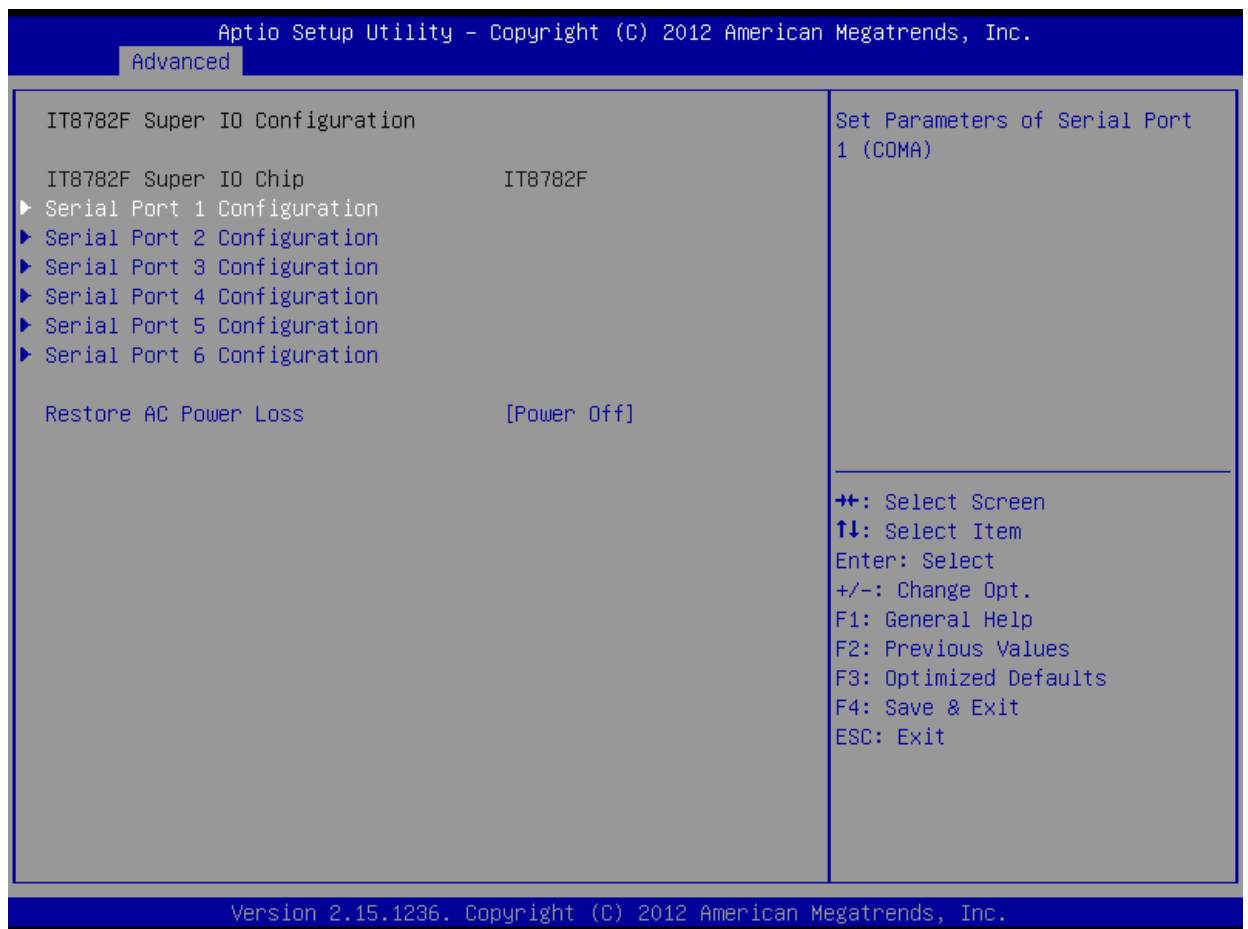 Aptio Setup Utility – Copyright (C) 2012 American Megatrends, Inc.
Advanced
IT8782F Super IO Configuration
IT8782F Super IO Chip IT8782F
Serial Port 1 Configuration
Serial Port 2 Configuration
Serial Port 3 Configuration
Serial Port 4 Configuration
Serial Port 5 Configuration
Serial Port 6 Configuration
Restore AC Power Loss [Power Off]
Set Parameters of Serial Port
1 (COMA)
→←: Select Screen
↑↓: Select Item
Enter: Select
+/-: Change Opt.
F1: General Help
F2: Previous Values
F3: Optimized Defaults
F4: Save & Exit
ESC: Exit
Version 2.15.1236. Copyright (C) 2012 American Megatrends, Inc.